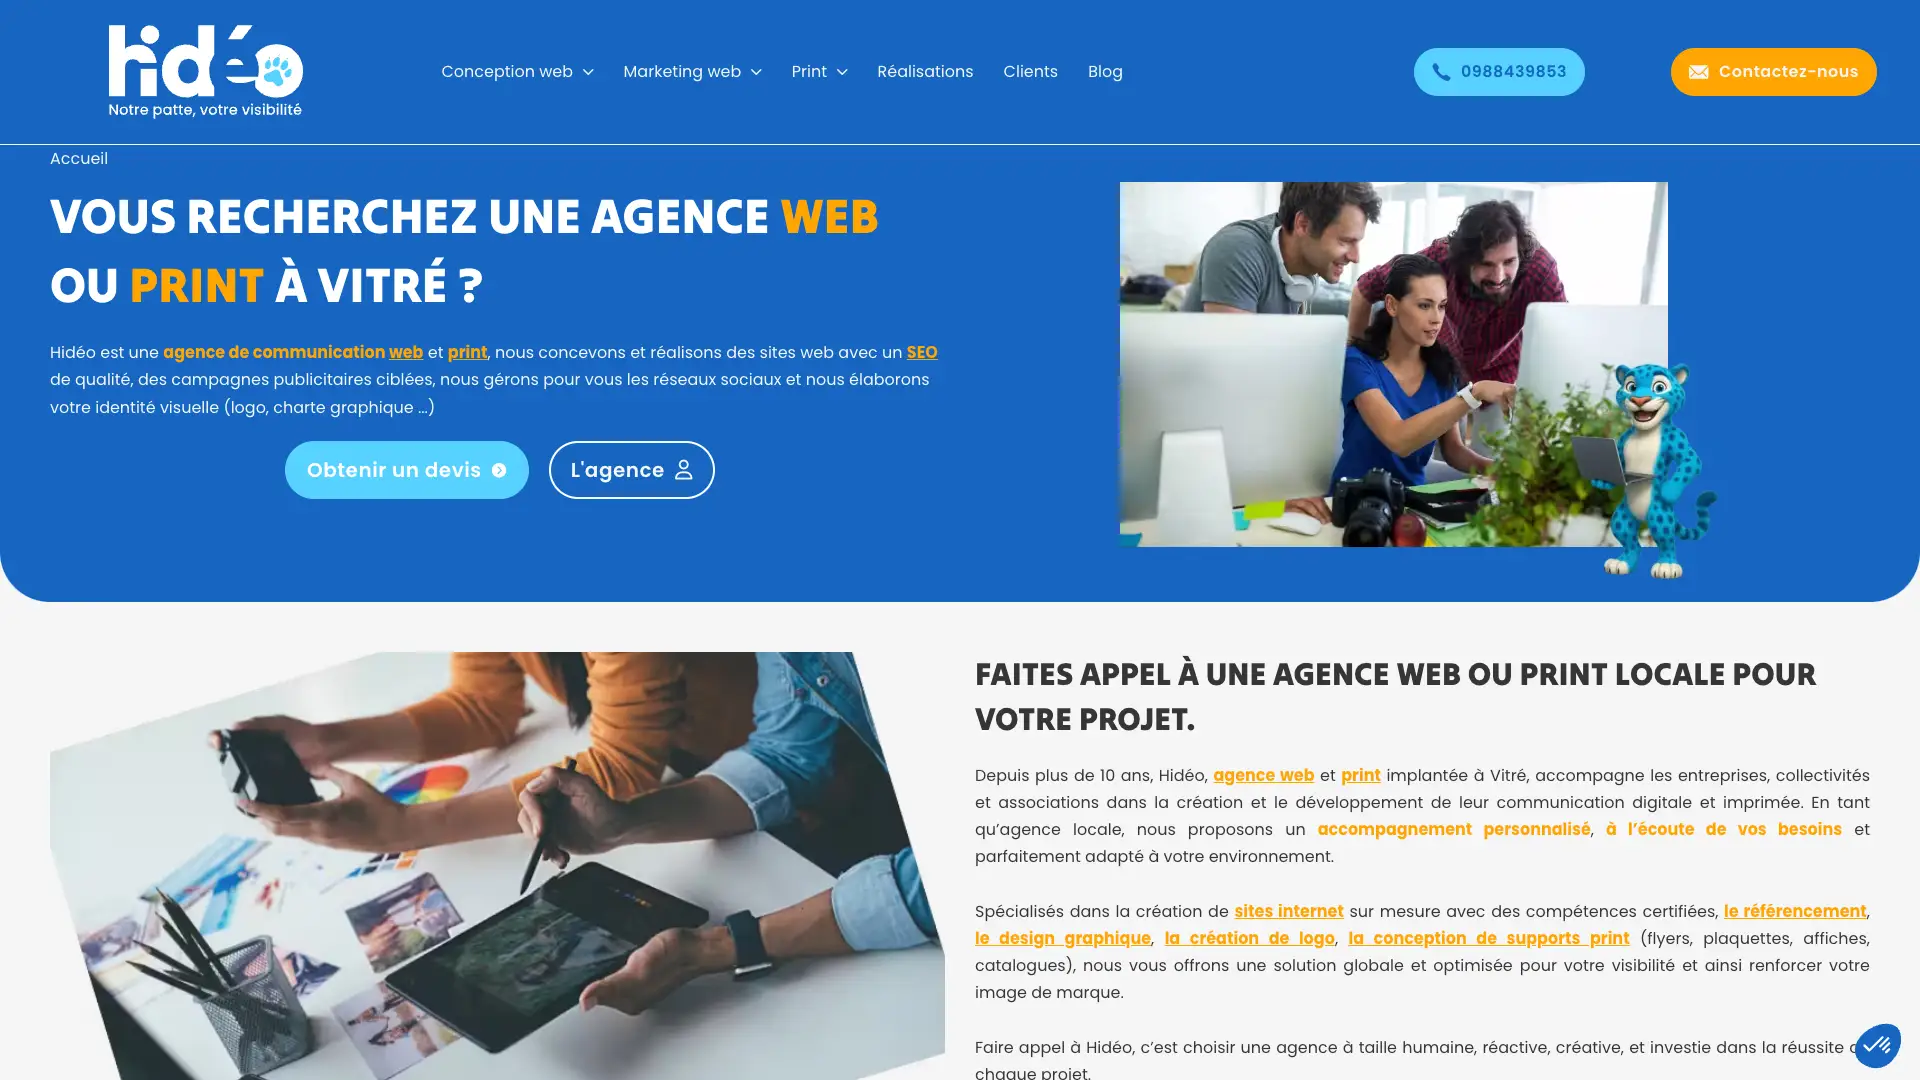 hidéo
Notre patte, votre visibilité
Conception web
Marketing web
Print
Réalisations
Clients
Blog
0988439853
Contactez-nous
Accueil
VOUS RECHERCHEZ UNE AGENCE WEB
OU PRINT À VITRÉ ?
Hidéo est une agence de communication web et print, nous concevons et réalisons des sites web avec un SEO
de qualité, des campagnes publicitaires ciblées, nous gérons pour vous les réseaux sociaux et nous élaborons
votre identité visuelle (logo, charte graphique ...)
Obtenir un devis
L'agence
FAITES APPEL À UNE AGENCE WEB OU PRINT LOCALE POUR
VOTRE PROJET.
Depuis plus de 10 ans, Hidéo, agence web et print implantée à Vitré, accompagne les entreprises, collectivités
et associations dans la création et le développement de leur communication digitale et imprimée. En tant
qu’agence locale, nous proposons un accompagnement personnalisé, à l’écoute de vos besoins et
parfaitement adapté à votre environnement.
Spécialisés dans la création de sites internet sur mesure avec des compétences certifiées, le référencement,
le design graphique, la création de logo, la conception de supports print (flyers, plaquettes, affiches,
catalogues), nous vous offrons une solution globale et optimisée pour votre visibilité et ainsi renforcer votre
image de marque.
Faire appel à Hidéo, c’est choisir une agence à taille humaine, réactive, créative, et investie dans la réussite
chaque projet.